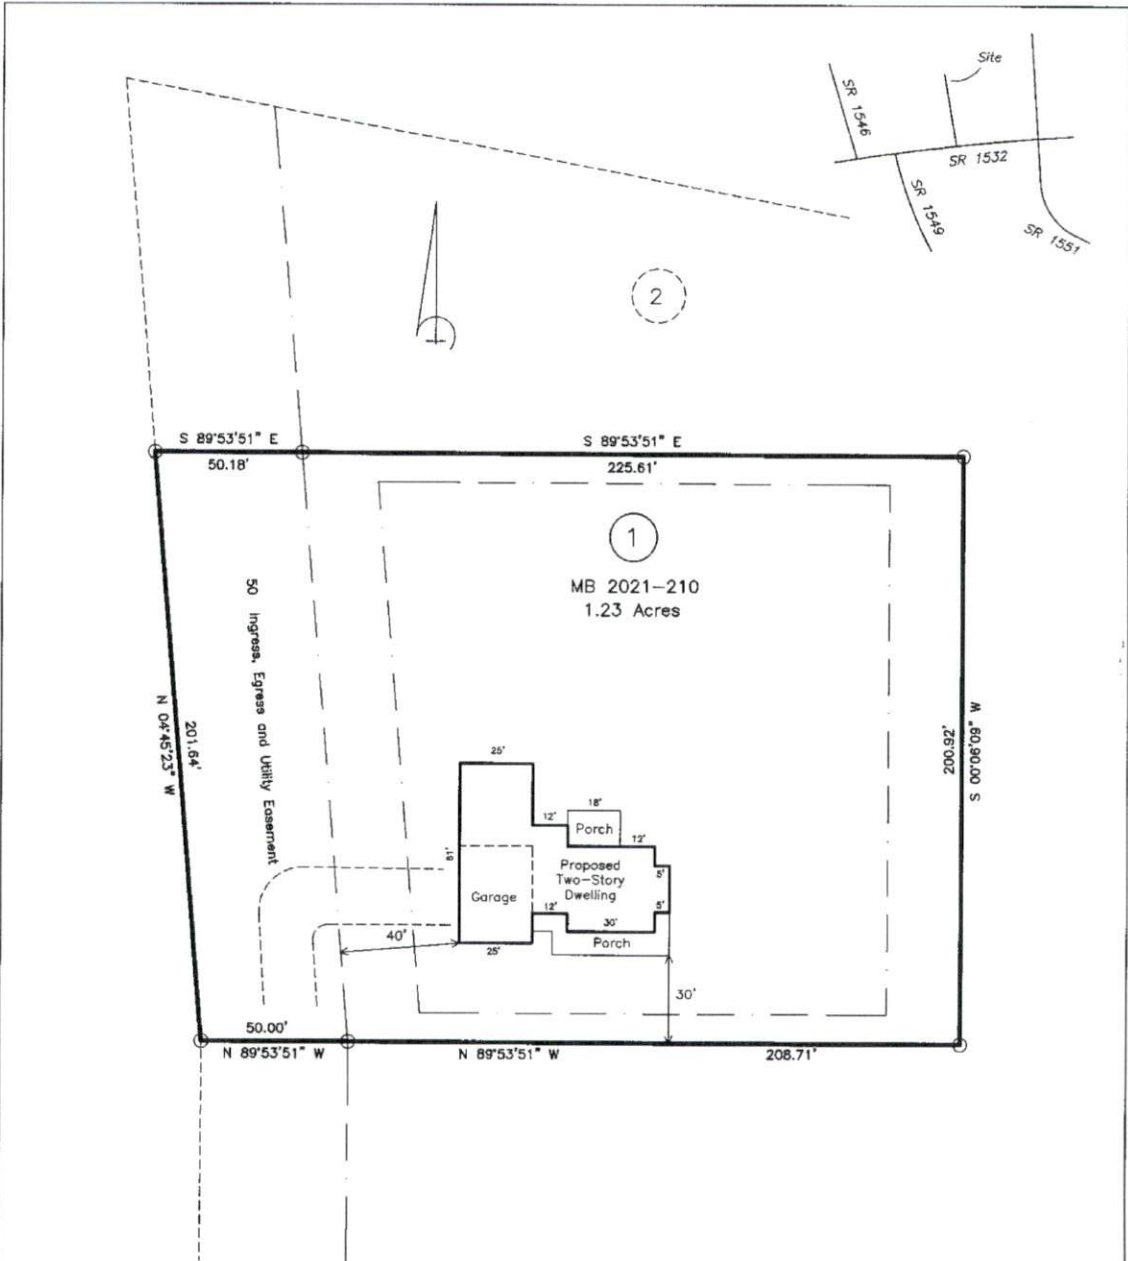 Site
SR 1546
SR 1532
SR 1549
SR 1551
2
S 89°53'51" E
S 89°53'51" E
50.18'
225.61'
1
MB 2021-210
1.23 Acres
50 Ingress, Egress and Utility Easement
N 04°45'23" W
201.64'
200.92'
S 00°06'09" W
25'
61'
12'
18'
Porch
12'
Proposed
Two-Story
Dwelling
5'
Garage
12'
5'
30'
40'
25'
Porch
30'
50.00'
N 89°53'51" W
N 89°53'51" W
208.71'